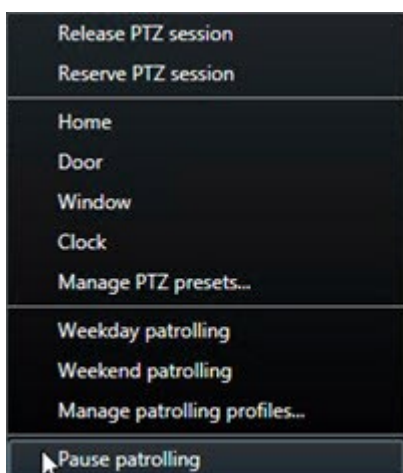 Release PTZ session
Reserve PTZ session
Home
Door
Window
Clock
Manage PTZ presets...
Weekday patrolling
Weekend patrolling
Manage patrolling profiles...
Pause patrolling